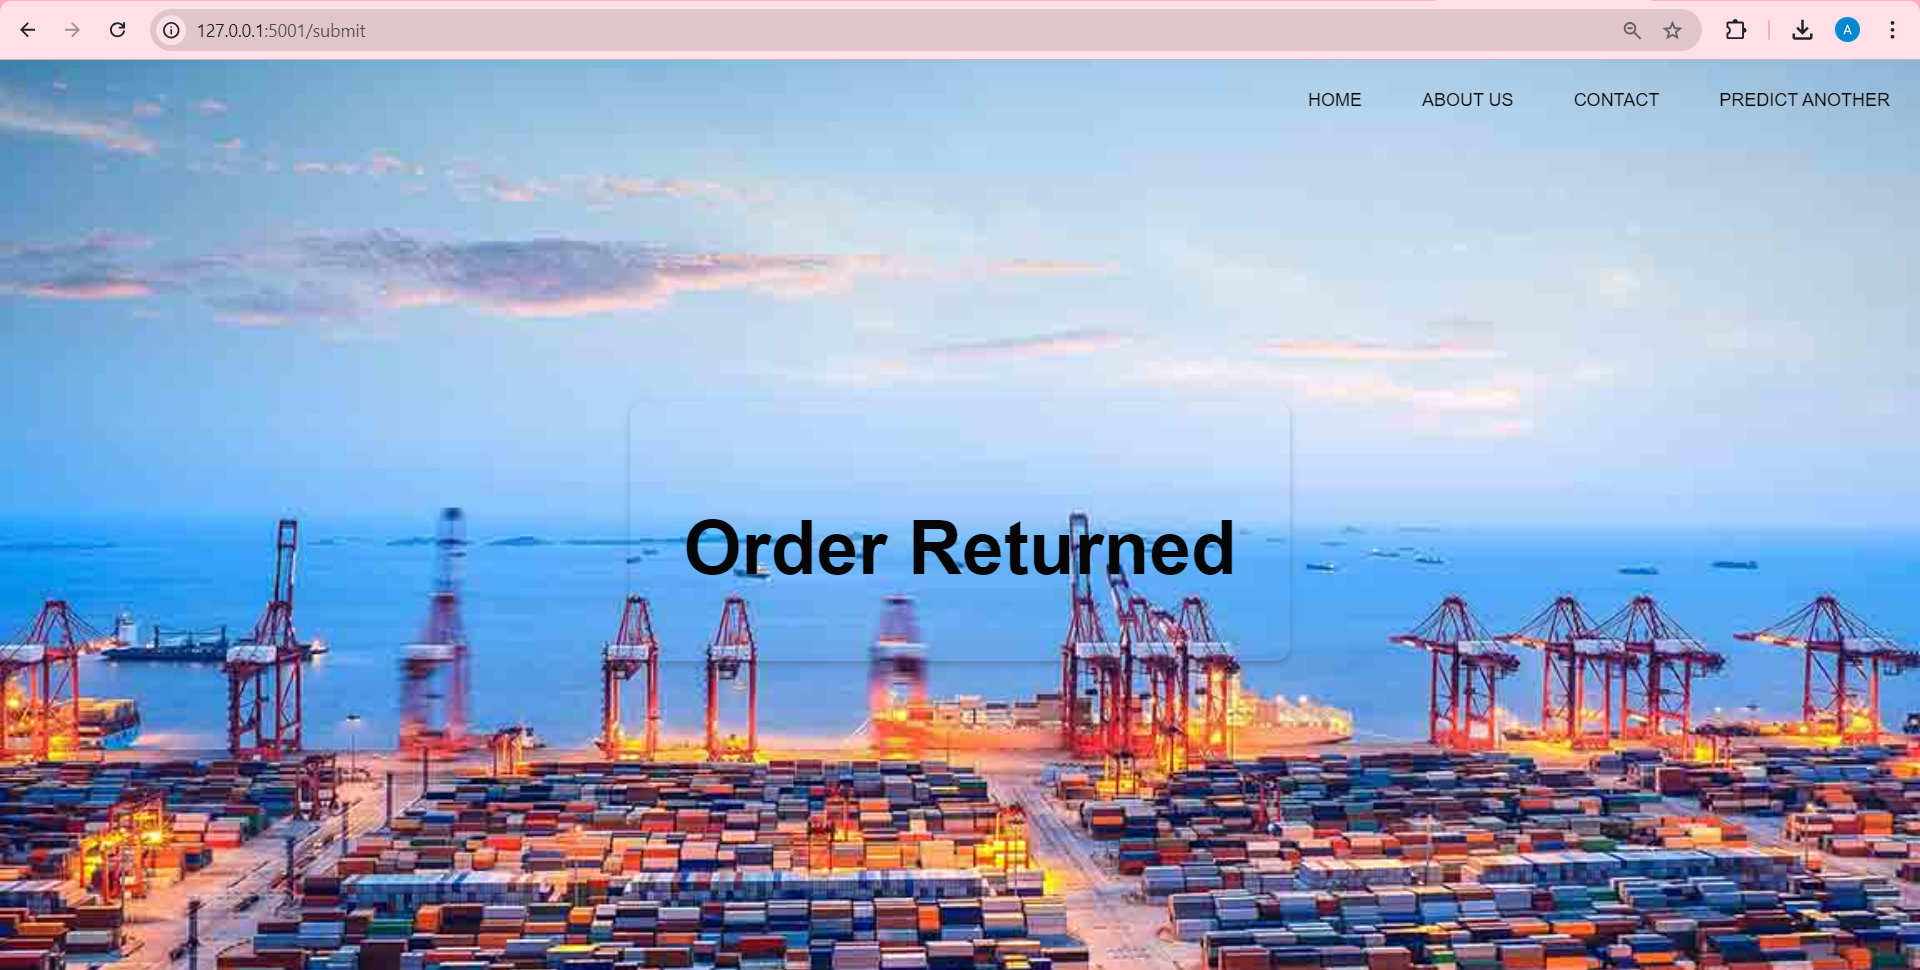 127.0.0.1:5001/submit
A
HOME ABOUT US CONTACT PREDICT ANOTHER
Order Returned